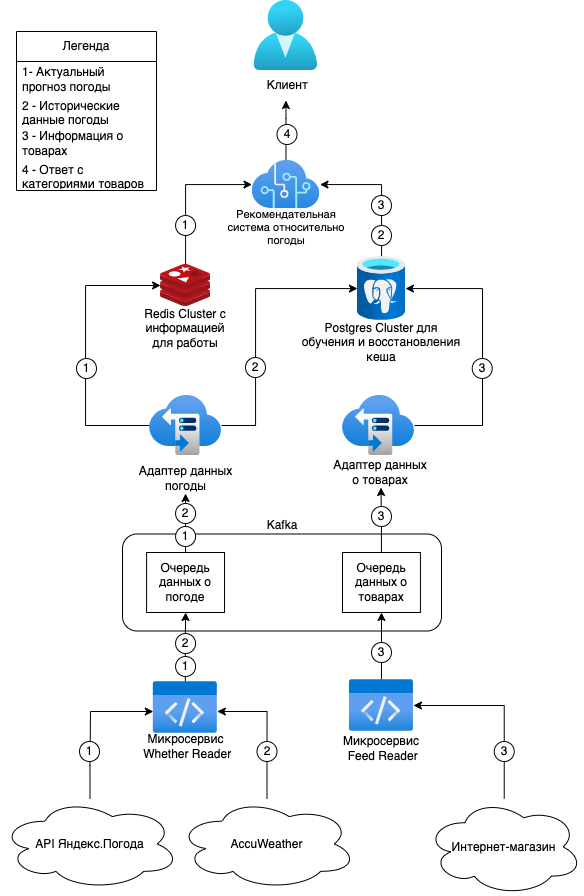 Легенда
1- Актуальный
прогноз погоды
2 - Исторические
данные погоды
3 - Информация о
товарах
4 - Ответ с
категориями товаров
Клиент
4
Рекомендательная
система относительно
погоды
1
3
2
Redis Cluster с
информацией
для работы
Postgres Cluster для
обучения и восстановления
кеша
1
2
3
Адаптер данных
погоды
Адаптер данных
о товарах
2
1
3
Kafka
Очередь
данных о
погоде
Очередь
данных о
товарах
2
1
3
Микросервис
Whether Reader
Микросервис
Feed Reader
1
2
3
API Яндекс.Погода
AccuWeather
Интернет-магазин